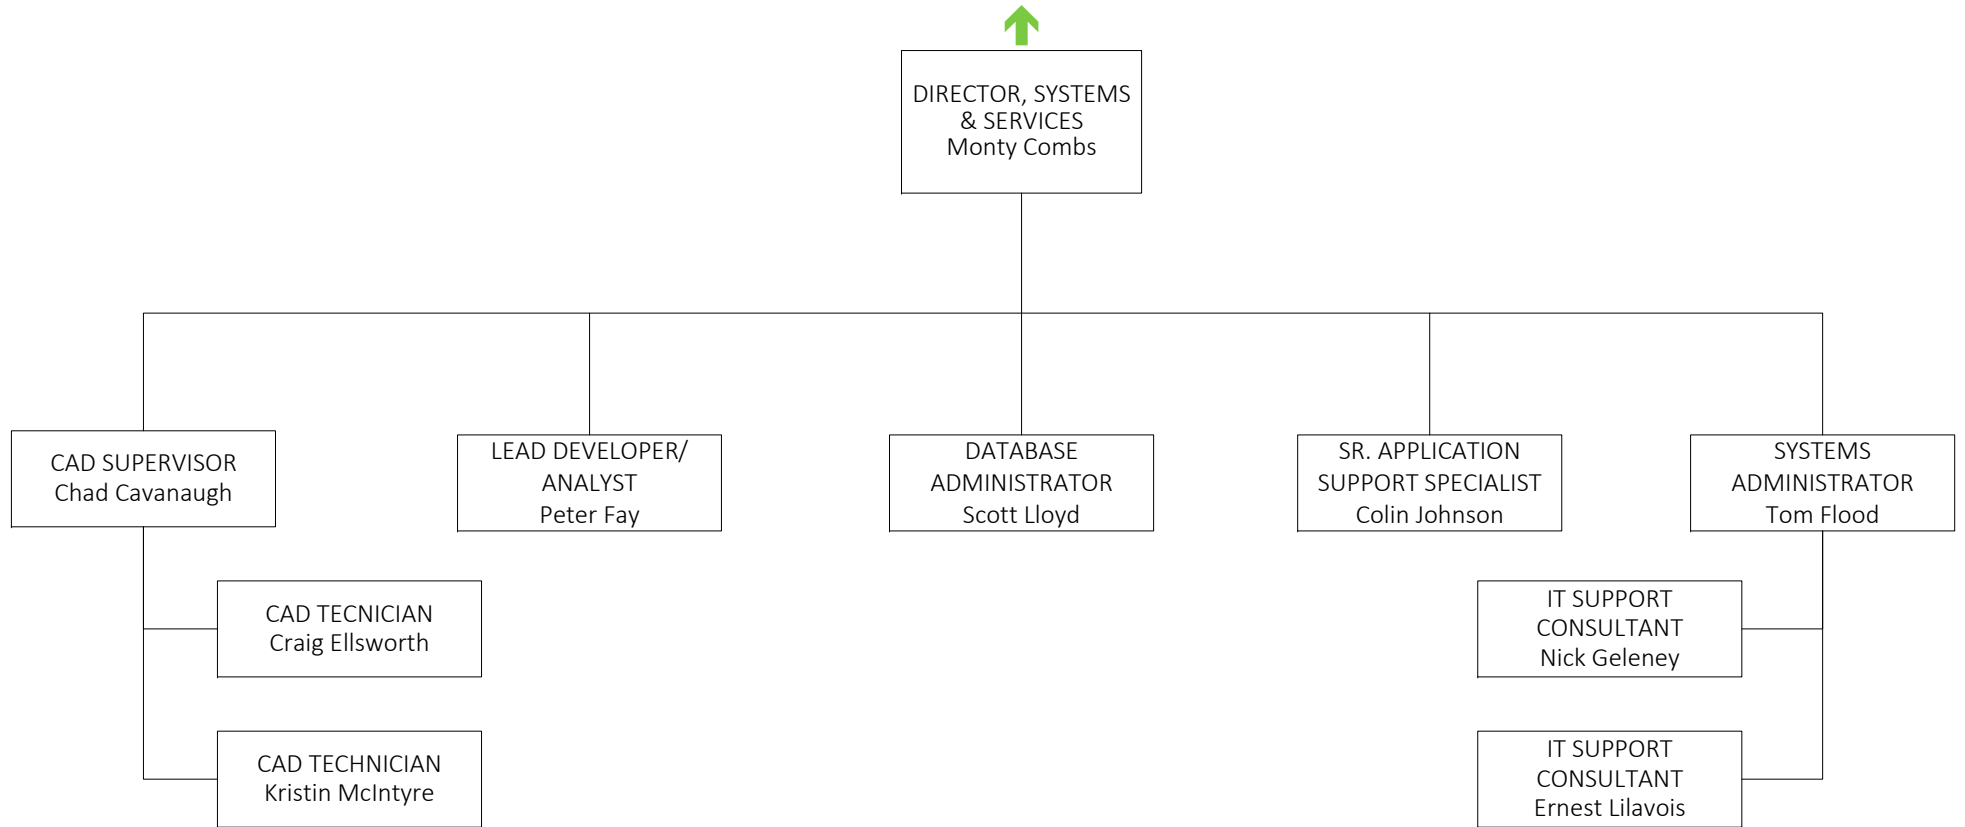 DIRECTOR, SYSTEMS
& SERVICES
Monty Combs
CAD SUPERVISOR
Chad Cavanaugh
LEAD DEVELOPER/
ANALYST
Peter Fay
DATABASE
ADMINISTRATOR
Scott Lloyd
SR. APPLICATION
SUPPORT SPECIALIST
Colin Johnson
SYSTEMS
ADMINISTRATOR
Tom Flood
CAD TECNICIAN
Craig Ellsworth
IT SUPPORT
CONSULTANT
Nick Geleney
CAD TECHNICIAN
Kristin McIntyre
IT SUPPORT
CONSULTANT
Ernest Lilavois